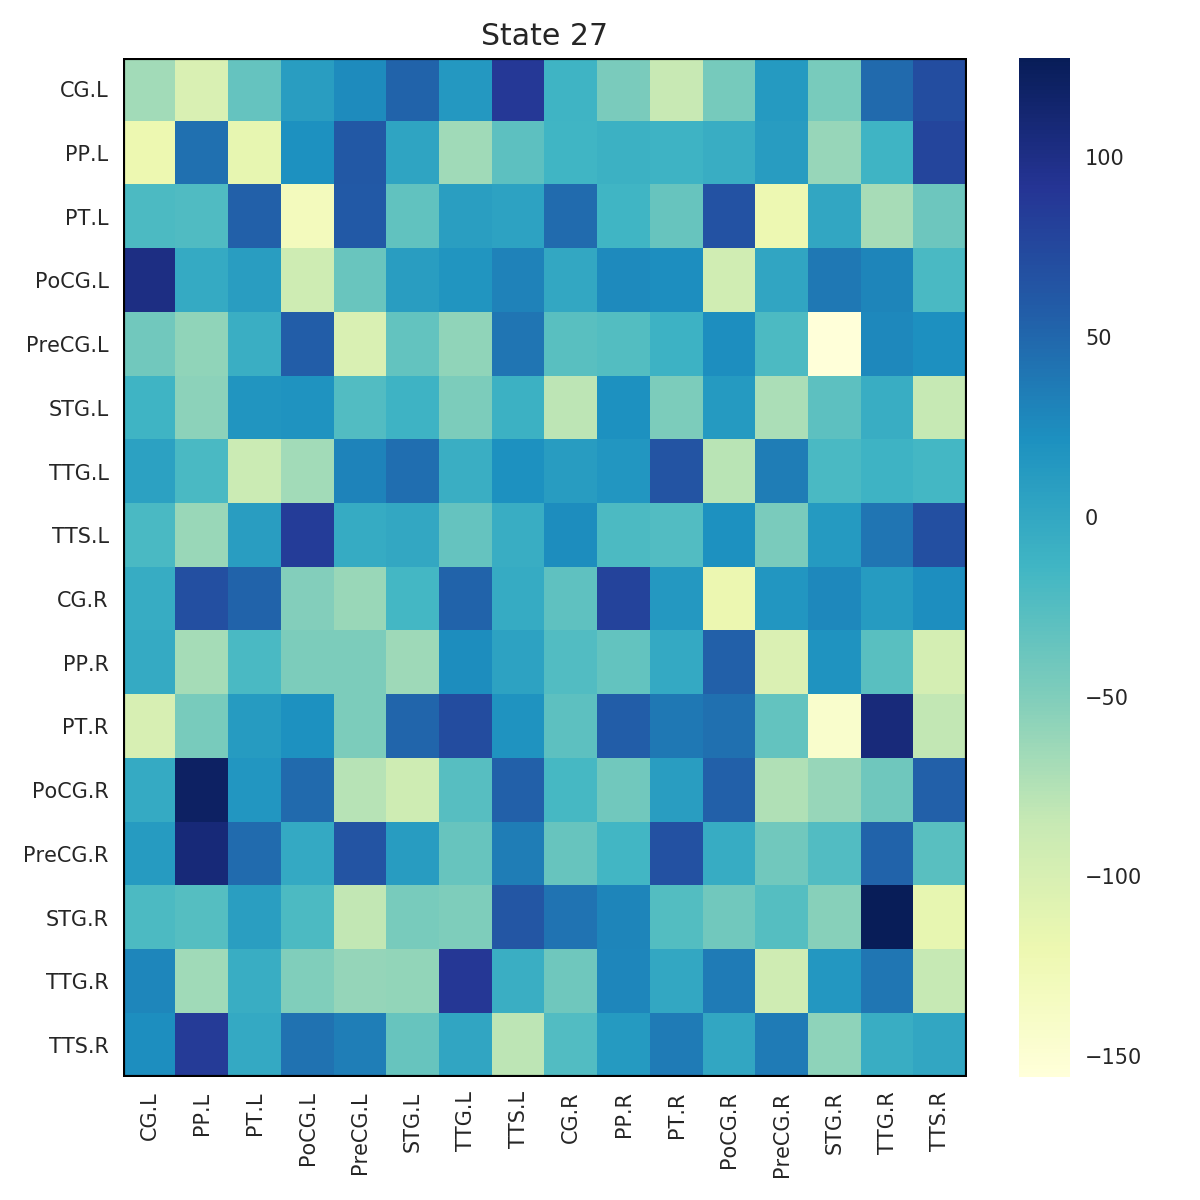 State 27
CG.L
PP.L
PT.L
PoCG.L
PreCG.L
STG.L
TTG.L
TTS.L
CG.R
PP.R
PT.R
PoCG.R
PreCG.R
STG.R
TTG.R
TTS.R
CG.L PP.L PT.L PoCG.L PreCG.L STG.L TTG.L TTS.L CG.R PP.R PT.R PoCG.R PreCG.R STG.R TTG.R TTS.R
100
50
0
−50
−100
−150